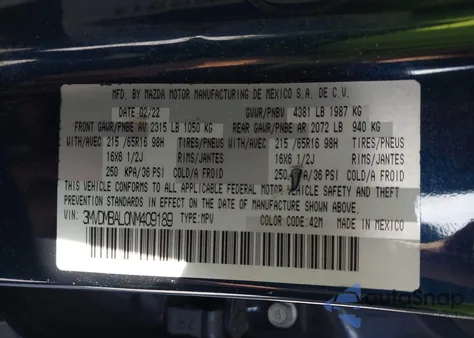 MFD. BY MAZDA MOTOR MANUFACTURING DE MEXICO S.A. DE C.V.
DATE 02/22 GVWR/PNBV 4381 LB 1987 KG
FRONT GAWR/PNBE AV 2315 LB 1050 KG REAR GAWR/PNBE AR 2072 LB 940 KG
WITH/AVEC 215 /65R16 98H WITH/AVEC 215 /65R16 98H
16X6 1/2J RIMS/JANTES 16X6 1/2J RIMS/JANTES
250 KPA/36 PSI COLD/A FROID 250 KPA/36 PSI COLD/A FROID
THIS VEHICLE CONFORMS TO ALL APPLICABLE FEDERAL MOTOR VEHICLE SAFETY AND THEFT
PREVENTION STANDARDS IN EFFECT ON THE DATE OF MANUFACTURE SHOWN ABOVE.
VIN: 3MVDMBAL0NM409189 TYPE: MPV COLOR CODE: 42M MADE IN MEXICO
AutoSnap